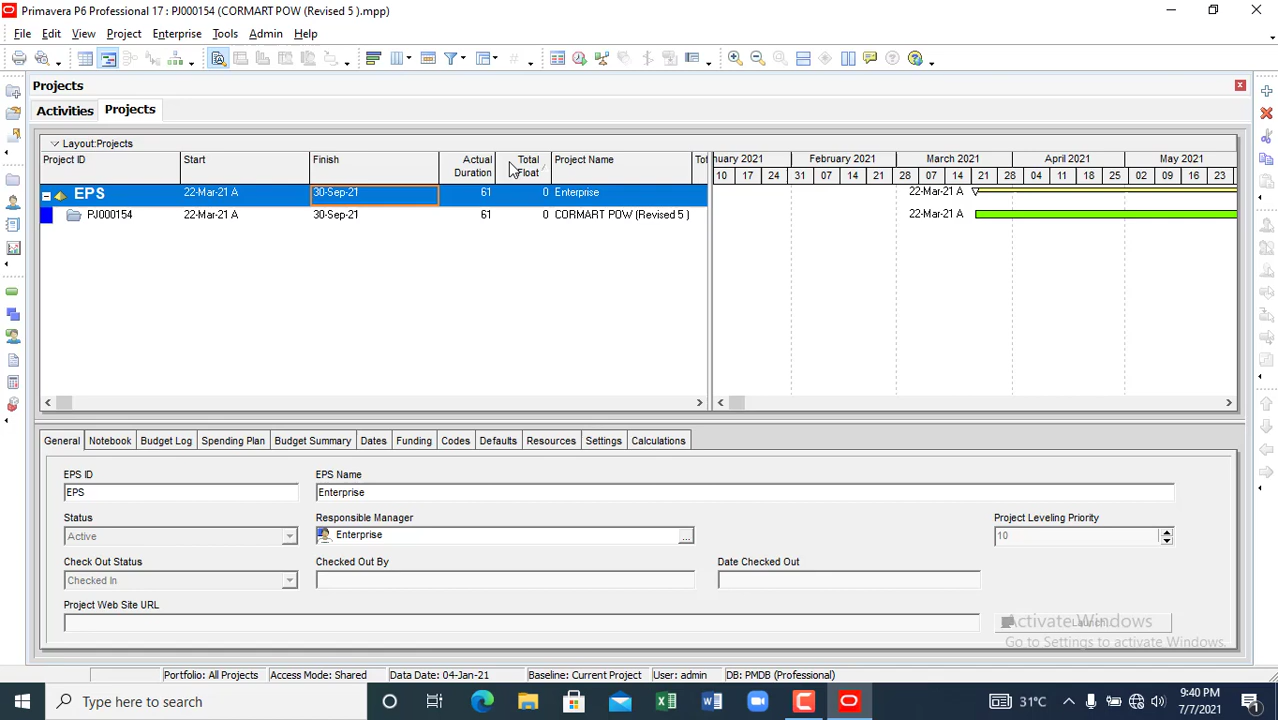 Primavera P6 Professional 17 : PJ000154 (CORMART POW (Revised 5 ).mpp)
File Edit View Project Enterprise Tools Admin Help
Projects
Activities Projects
Layout:Projects
Project ID Start Finish Actual Duration Total Float Project Name Tot
uary 2021 February 2021 March 2021 April 2021 May 2021
10 17 24 31 07 14 21 28 07 14 21 28 04 11 18 25 02 09 16 23
EPS 22-Mar-21 A 30-Sep-21 61 0 Enterprise 22-Mar-21 A
PJ000154 22-Mar-21 A 30-Sep-21 61 0 CORMART POW (Revised 5 ) 22-Mar-21 A
General Notebook Budget Log Spending Plan Budget Summary Dates Funding Codes Defaults Resources Settings Calculations
EPS ID EPS Name
EPS Enterprise
Status Responsible Manager Project Leveling Priority
Active Enterprise ... 10
Check Out Status Checked Out By Date Checked Out
Checked In
Project Web Site URL
Launch...
Activate Windows
Go to Settings to activate Windows.
Portfolio: All Projects Access Mode: Shared Data Date: 04-Jan-21 Baseline: Current Project User: admin DB: PMDB (Professional)
Type here to search 31°C 9:40 PM
7/7/2021 1